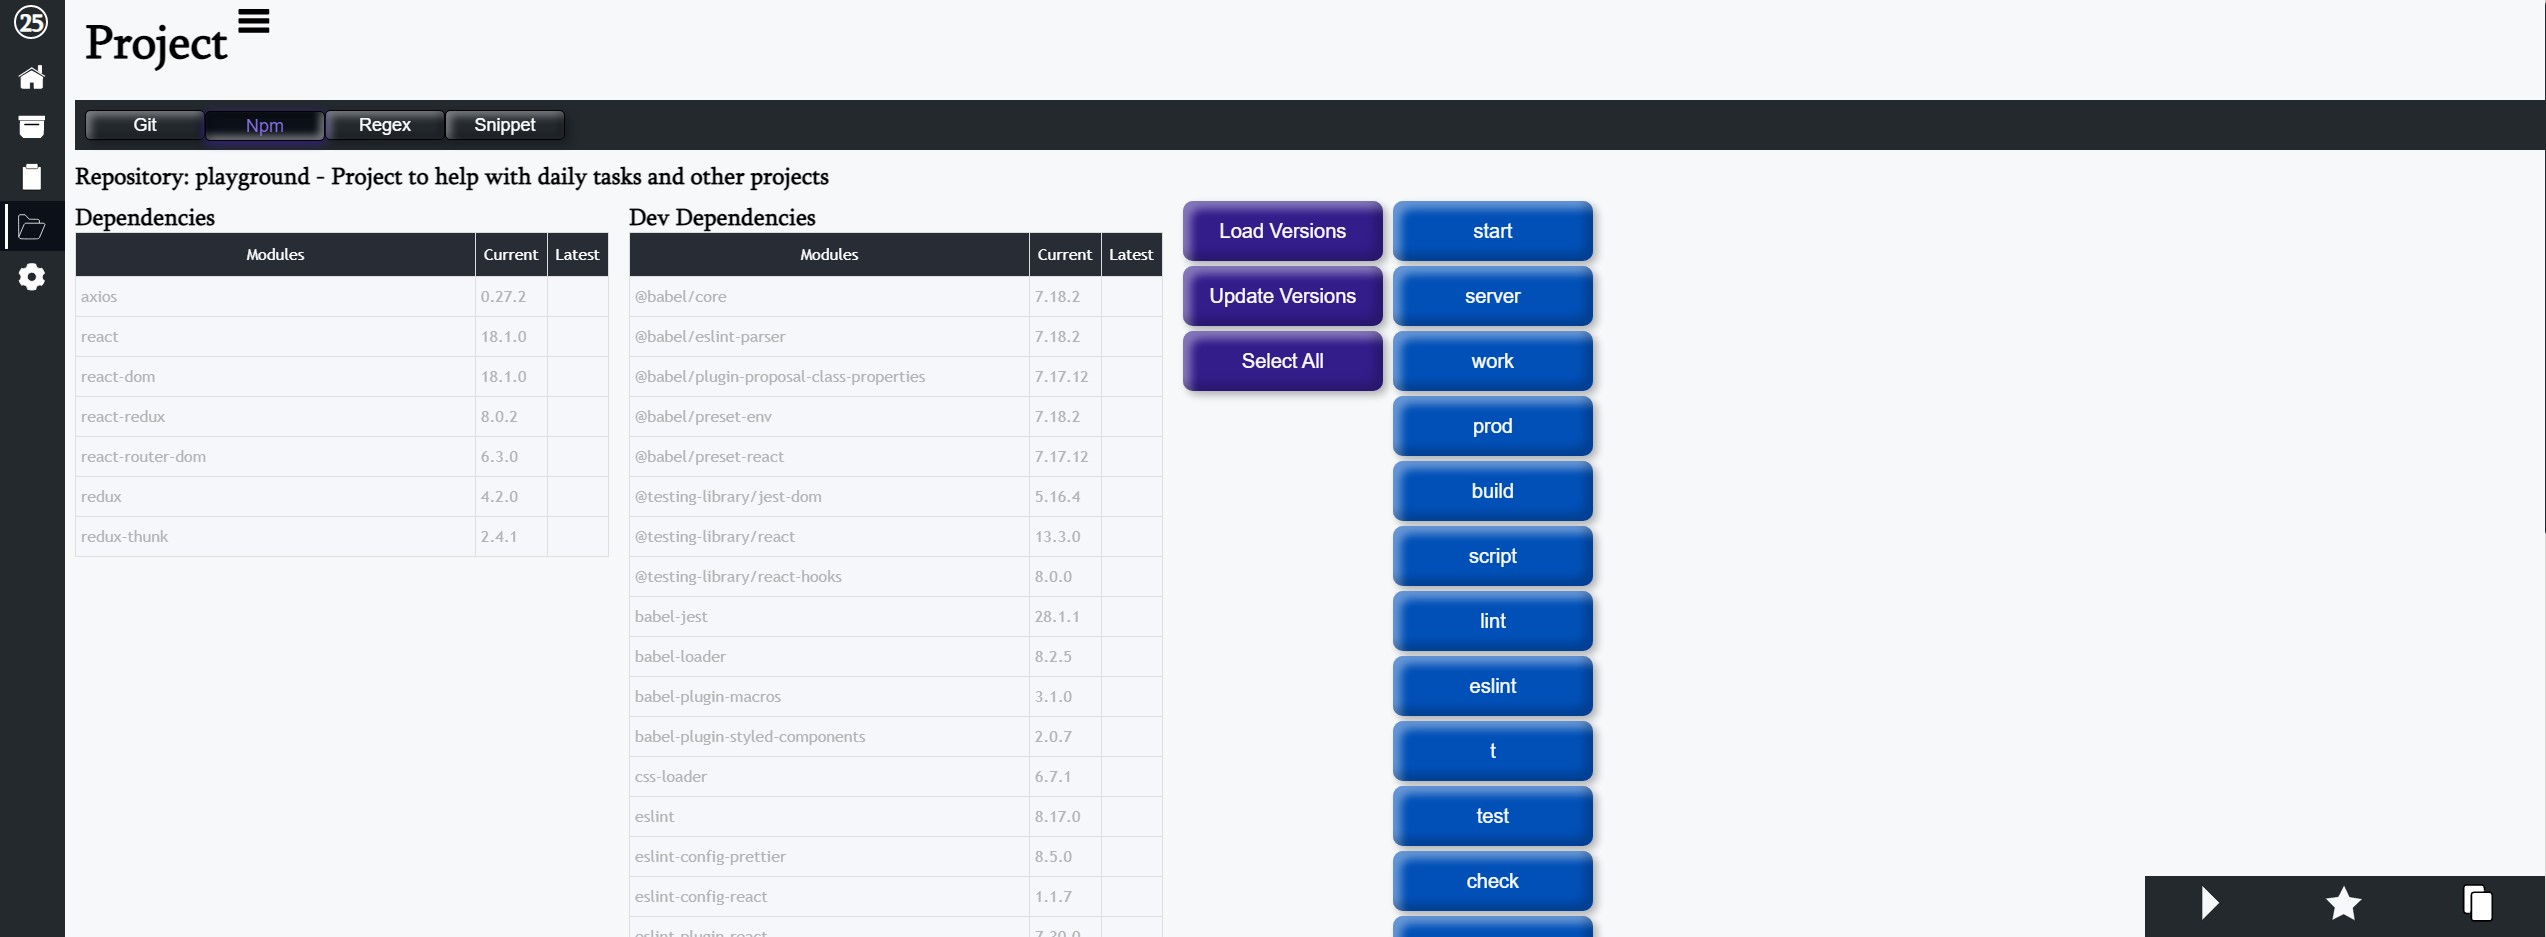 25
Project
Git Npm Regex Snippet
Repository: playground - Project to help with daily tasks and other projects
Dependencies
Modules Current Latest
axios 0.27.2
react 18.1.0
react-dom 18.1.0
react-redux 8.0.2
react-router-dom 6.3.0
redux 4.2.0
redux-thunk 2.4.1
Dev Dependencies
Modules Current Latest
@babel/core 7.18.2
@babel/eslint-parser 7.18.2
@babel/plugin-proposal-class-properties 7.17.12
@babel/preset-env 7.18.2
@babel/preset-react 7.17.12
@testing-library/jest-dom 5.16.4
@testing-library/react 13.3.0
@testing-library/react-hooks 8.0.0
babel-jest 28.1.1
babel-loader 8.2.5
babel-plugin-macros 3.1.0
babel-plugin-styled-components 2.0.7
css-loader 6.7.1
eslint 8.17.0
eslint-config-prettier 8.5.0
eslint-config-react 1.1.7
eslint-plugin-react 7.30.0
Load Versions
Update Versions
Select All
start
server
work
prod
build
script
lint
eslint
t
test
check